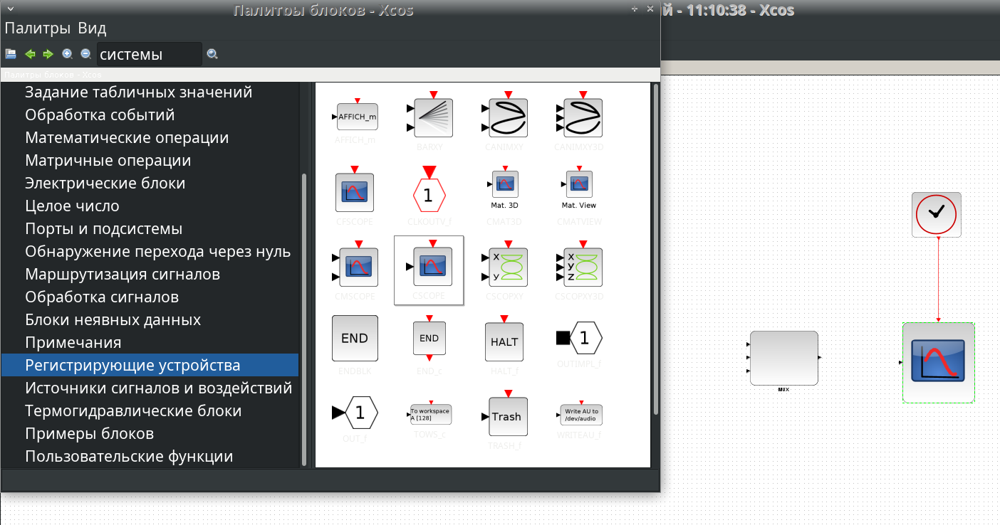 Палитры блоков - Xcos
й - 11:10:38 - Xcos
Палитры Вид
системы
Палитры блоков - Xcos
Задание табличных значений
Обработка событий
Математические операции
Матричные операции
Электрические блоки
Целое число
Порты и подсистемы
Обнаружение перехода через нуль
Маршрутизация сигналов
Обработка сигналов
Блоки неявных данных
Примечания
Регистрирующие устройства
Источники сигналов и воздействий
Термогидравлические блоки
Примеры блоков
Пользовательские функции
AFFICH_m
AFFICH_m
BARXY
CANIMXY
CANIMXY3D
CFSCOPE
1
CLKOUTV_f
Mat. 3D
CMAT3D
Mat. View
CMATVIEW
CMSCOPE
CSCOPE
X
y
CSCOPXY
X
y
Z
CSCOPXY3D
END
ENDBLK
END
END_c
HALT
HALT_f
1
OUTIMPL_f
1
OUT_f
To workspace
A [128]
TOWS_c
Trash
TRASH_f
Write AU to
/dev/audio
WRITEAU_f
MUX